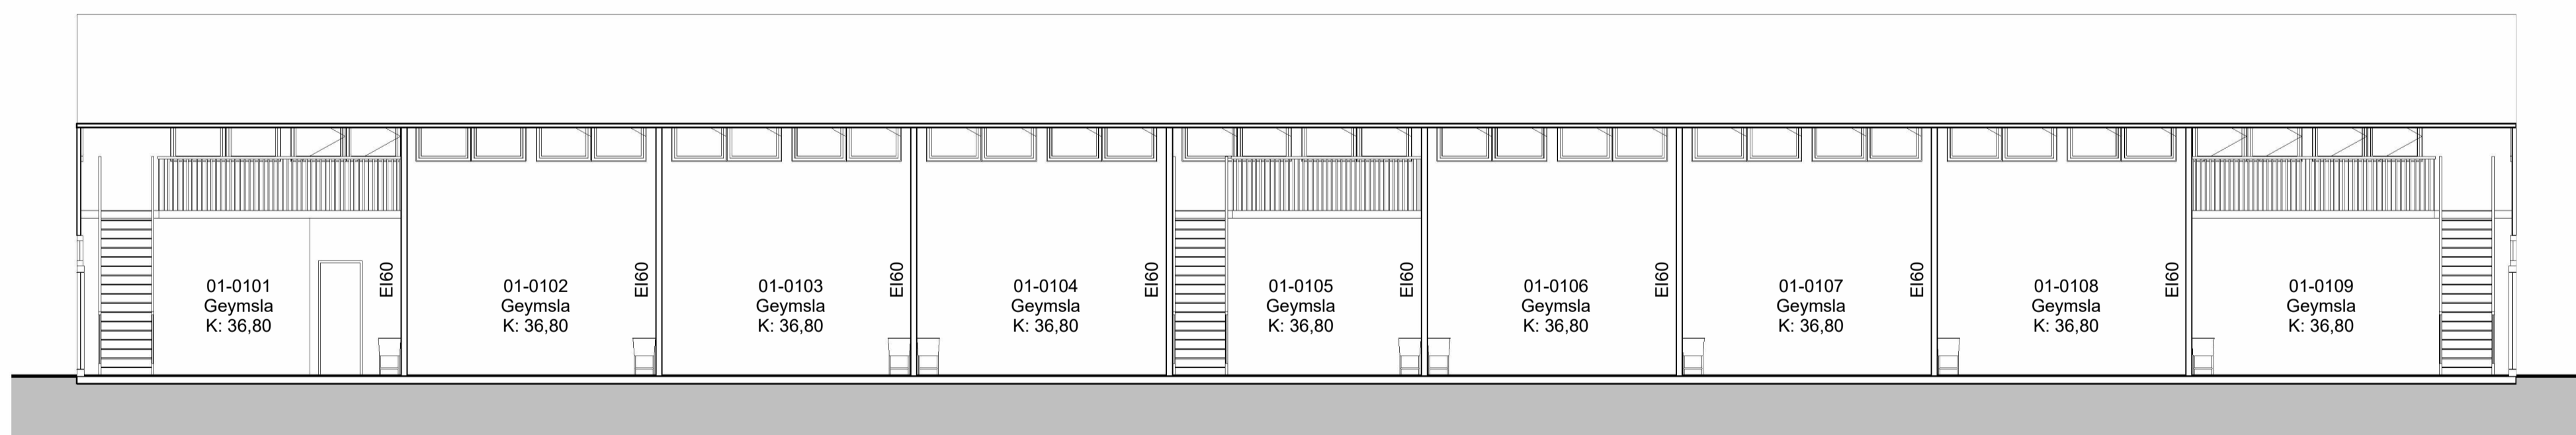 01-0101
Geymsla
K: 36,80
EI60
01-0102
Geymsla
K: 36,80
EI60
01-0103
Geymsla
K: 36,80
EI60
01-0104
Geymsla
K: 36,80
EI60
01-0105
Geymsla
K: 36,80
EI60
01-0106
Geymsla
K: 36,80
EI60
01-0107
Geymsla
K: 36,80
EI60
01-0108
Geymsla
K: 36,80
EI60
01-0109
Geymsla
K: 36,80